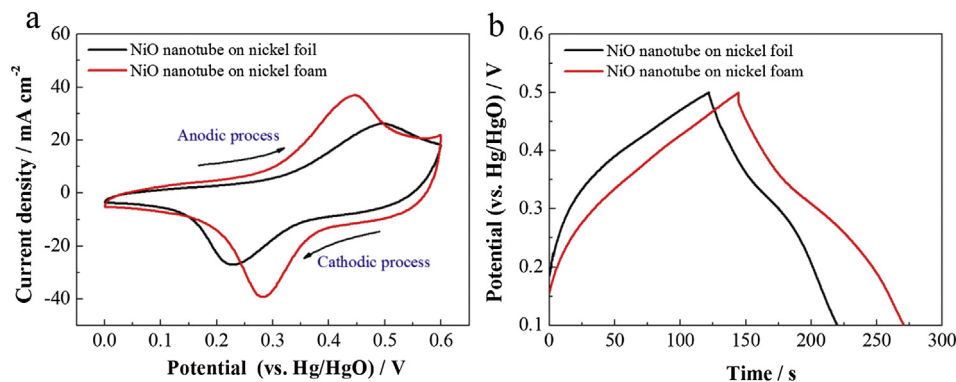 a
NiO nanotube on nickel foil
NiO nanotube on nickel foam
Anodic process
Cathodic process
60
40
20
0
-20
-40
0.0 0.1 0.2 0.3 0.4 0.5 0.6
Current density / mA cm⁻²
Potential (vs. Hg/HgO) / V
b
NiO nanotube on nickel foil
NiO nanotube on nickel foam
0.6
0.5
0.4
0.3
0.2
0.1
0 50 100 150 200 250 300
Potential (vs. Hg/HgO) / V
Time / s